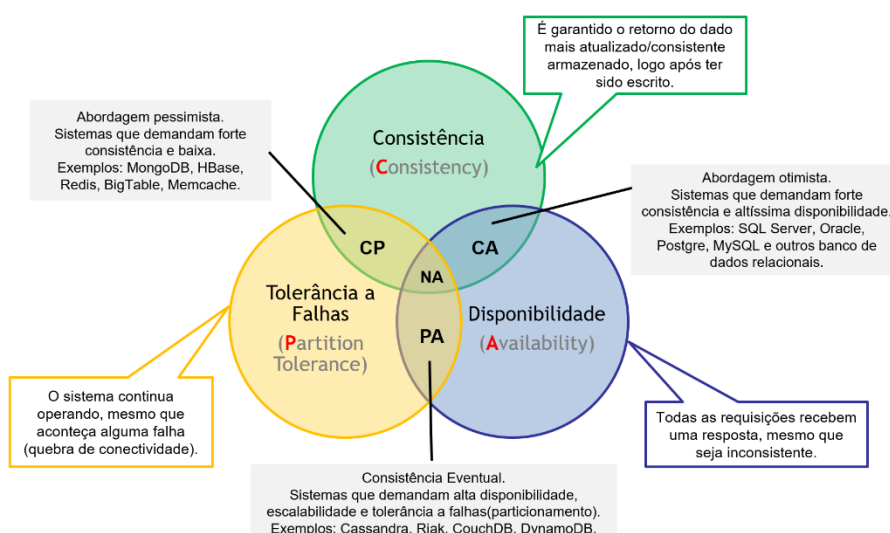 É garantido o retorno do dado
mais atualizado/consistente
armazenado, logo após ter
sido escrito.
Abordagem pessimista.
Sistemas que demandam forte
consistência e baixa.
Exemplos: MongoDB, HBase,
Redis, BigTable, Memcache.
Consistência
(Consistency)
Abordagem otimista.
Sistemas que demandam forte
consistência e altíssima disponibilidade.
Exemplos: SQL Server, Oracle,
Postgre, MySQL e outros banco de
dados relacionais.
CP
CA
NA
Tolerância a
Falhas
(Partition
Tolerance)
PA
Disponibilidade
(Availability)
O sistema continua
operando, mesmo que
aconteça alguma falha
(quebra de conectividade).
Todas as requisições recebem
uma resposta, mesmo que
seja inconsistente.
Consistência Eventual.
Sistemas que demandam alta disponibilidade,
escalabilidade e tolerância a falhas(particionamento).
Exemplos: Cassandra, Riak, CouchDB, DynamoDB.